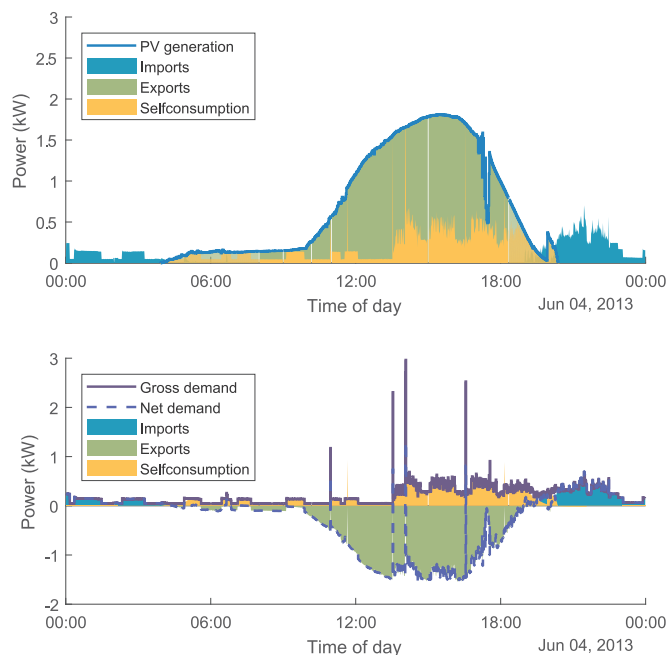 3
2.5
2
1.5
1
0.5
0
Power (kW)
PV generation
Imports
Exports
Selfconsumption
00:00 06:00 12:00 18:00 00:00
Time of day
Jun 04, 2013
3
2
1
0
-1
-2
Power (kW)
Gross demand
Net demand
Imports
Exports
Selfconsumption
00:00 06:00 12:00 18:00 00:00
Time of day
Jun 04, 2013